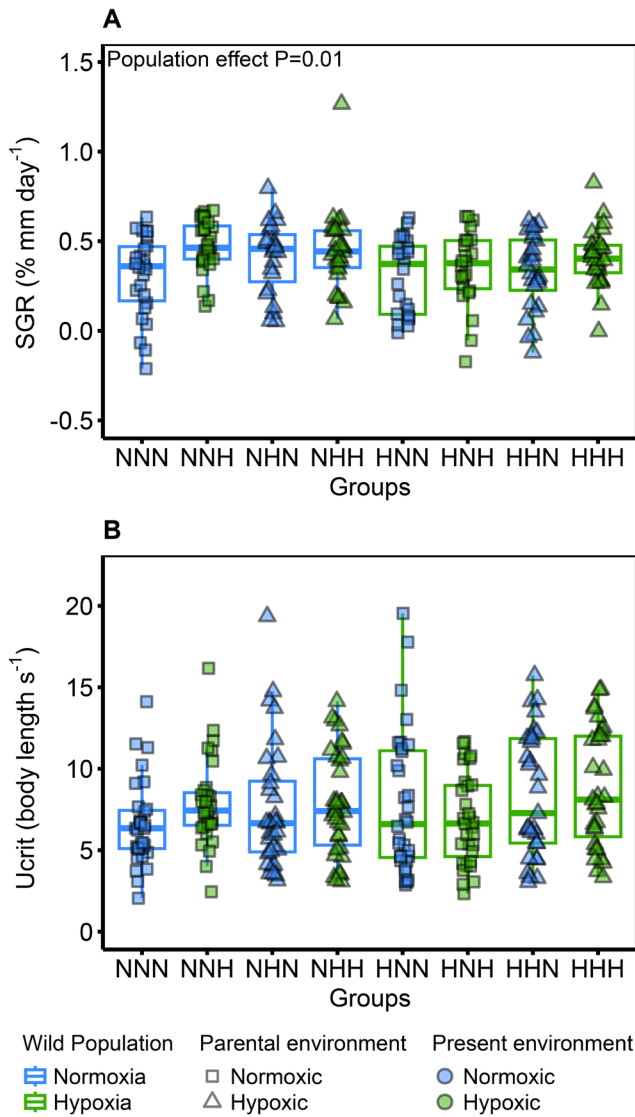 A
Population effect P=0.01
1.5
1.0
0.5
0.0
-0.5
SGR (% mm day⁻¹)
NNN NNH NHN NHH HNN HNH HHN HHH
Groups
B
20
15
10
5
0
Ucrit (body length s⁻¹)
NNN NNH NHN NHH HNN HNH HHN HHH
Groups
Wild Population Parental environment Present environment
Normoxia Normoxic Normoxic
Hypoxia Hypoxic Hypoxic